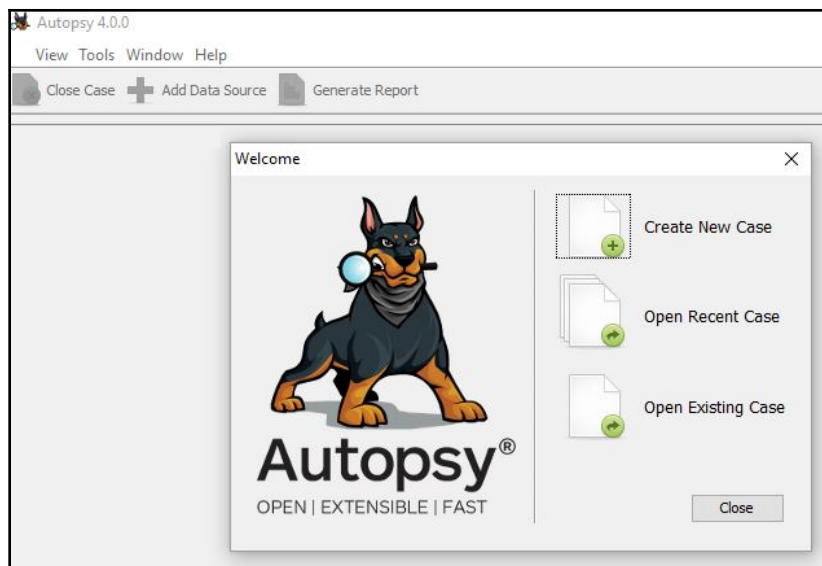 Autopsy 4.0.0
View Tools Window Help
Close Case Add Data Source Generate Report
Welcome
Create New Case
Open Recent Case
Open Existing Case
Autopsy®
OPEN | EXTENSIBLE | FAST
Close